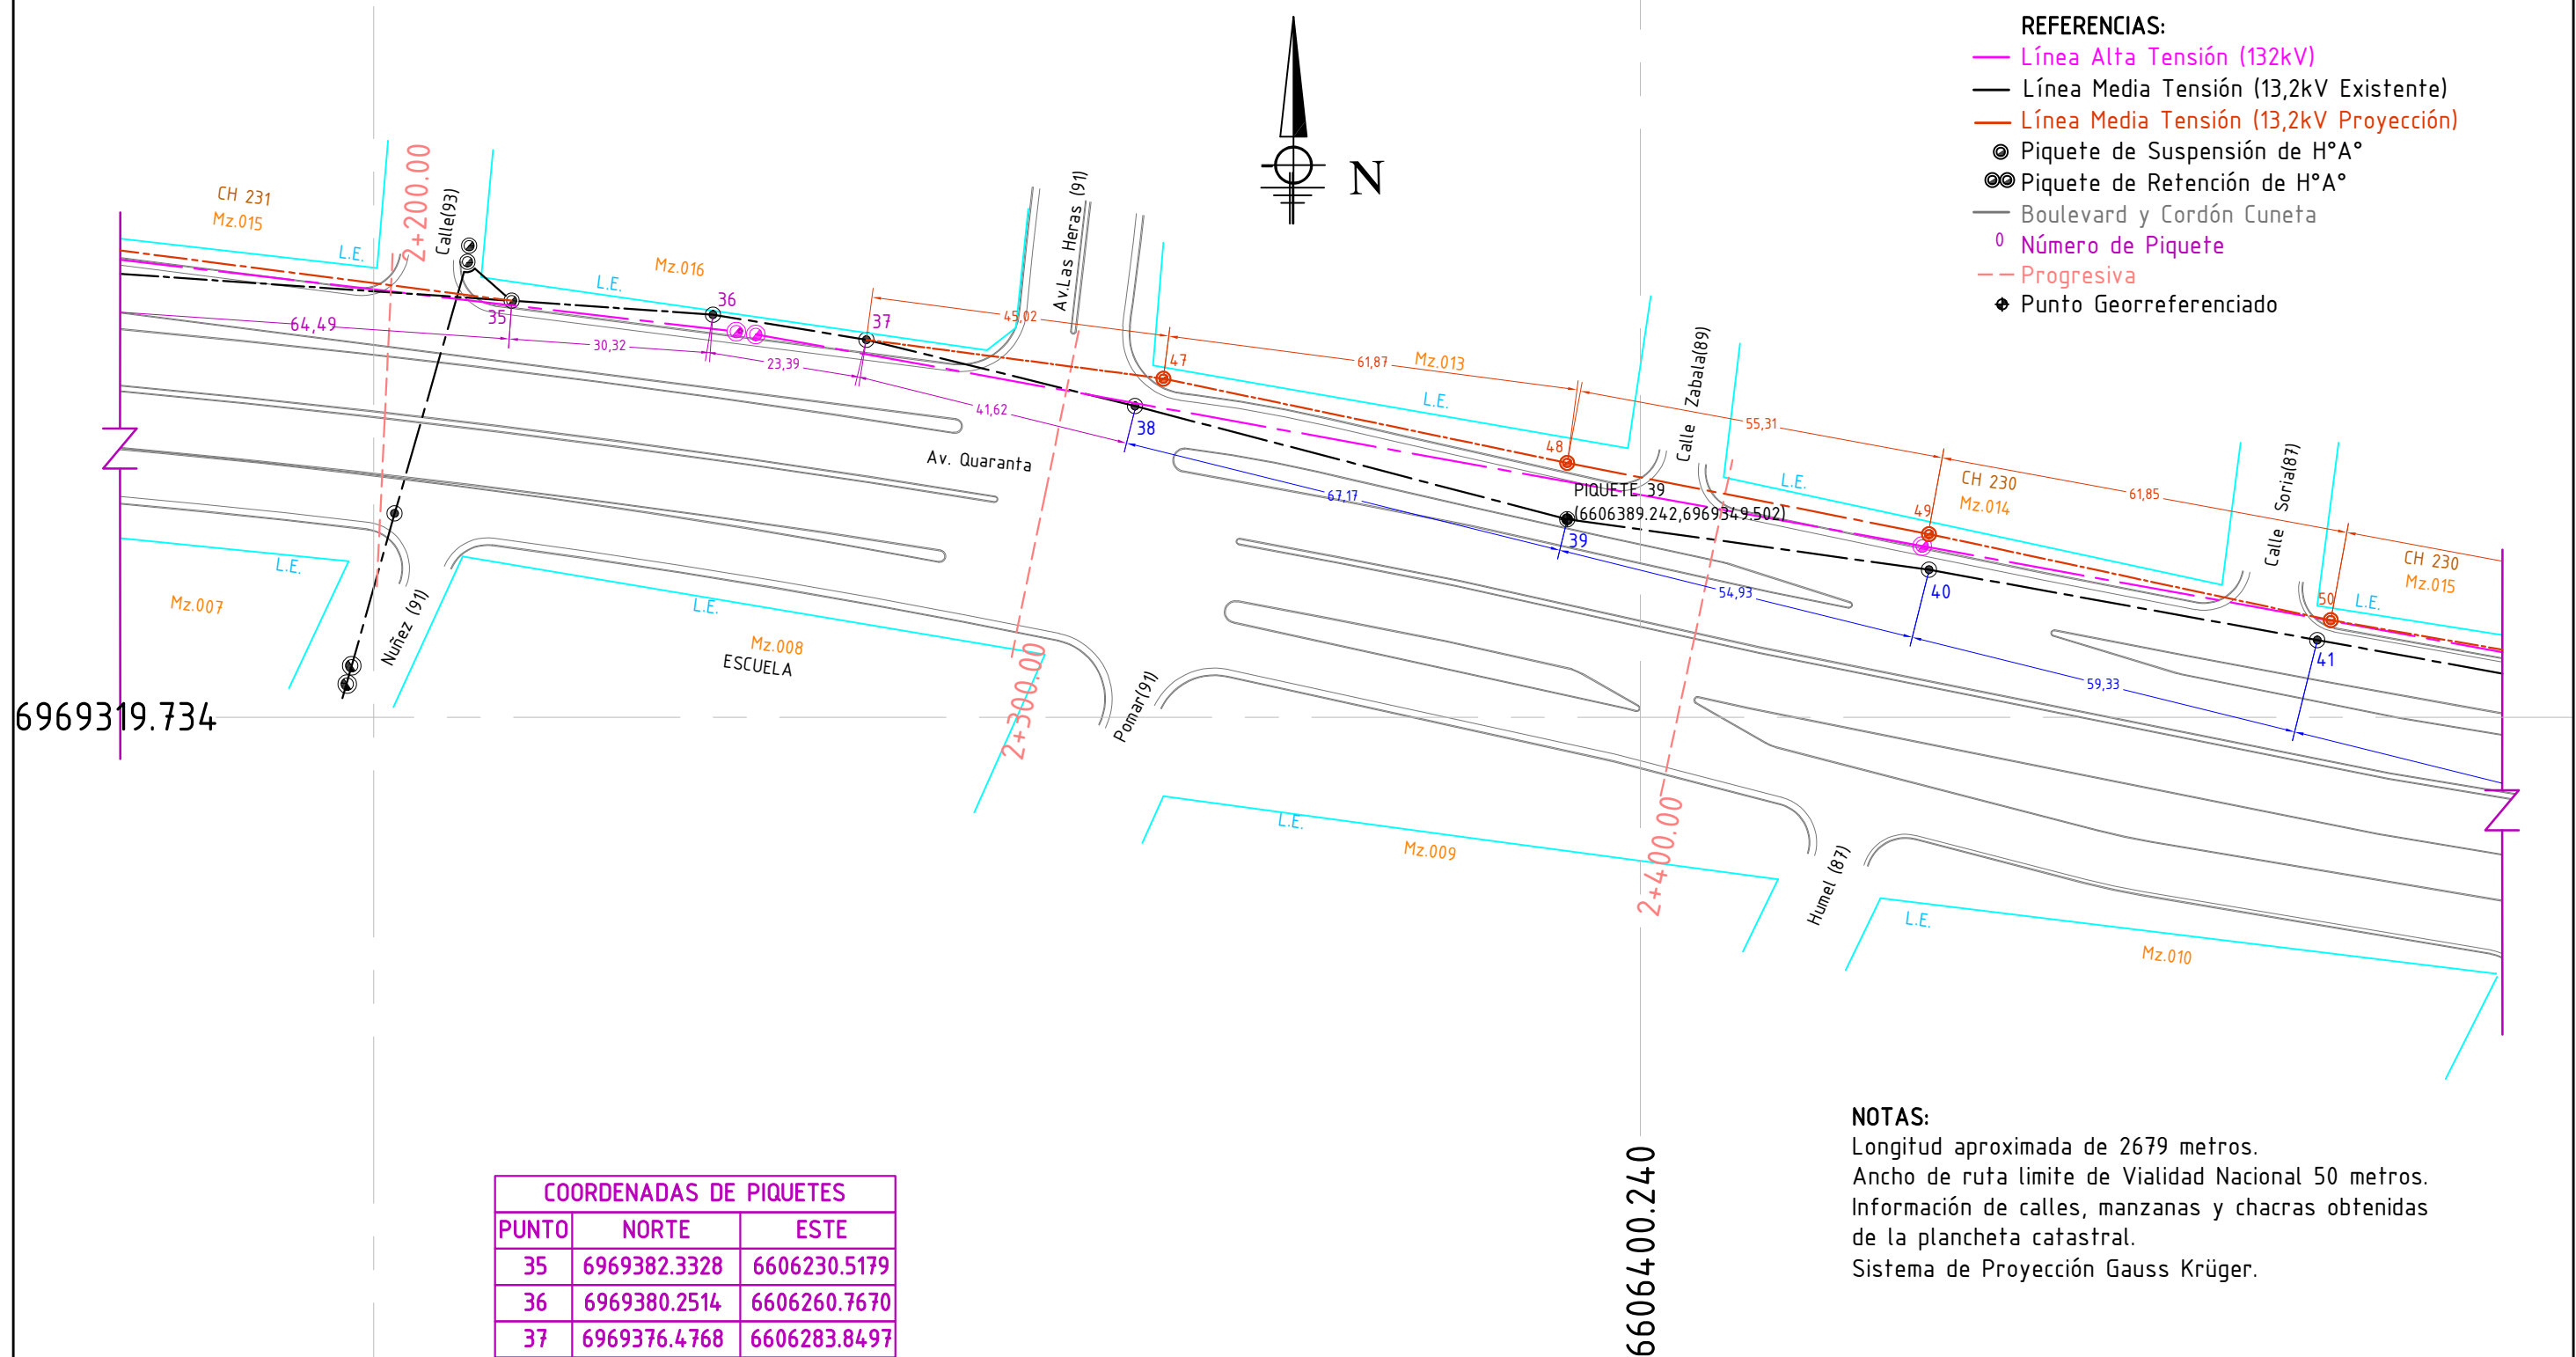 REFERENCIAS:
Línea Alta Tensión (132kV)
Línea Media Tensión (13,2kV Existente)
Línea Media Tensión (13,2kV Proyección)
Piquete de Suspensión de H°A°
Piquete de Retención de H°A°
Boulevard y Cordón Cuneta
0 Número de Piquete
Progresiva
Punto Georreferenciado
N
CH 231
Mz.015
L.E.
2+200.00
Calle(93)
L.E.
Mz.016
Av.Las Heras (91)
36
35
37
64,49
30,32
23,39
45,02
41,62
47
61,87
Mz.013
L.E.
Calle Zabala(89)
55,31
38
48
Av. Quaranta
67,17
PIQUETE 39
(6606389.242,6969349.502)
39
L.E.
CH 230
Mz.014
49
61,85
Calle Soria(87)
54,93
40
CH 230
Mz.015
50
L.E.
41
59,33
L.E.
Mz.007
Nuñez (91)
L.E.
Mz.008
ESCUELA
2+300.00
Pomar(91)
6969319.734
L.E.
Mz.009
2+400.00
Humel (87)
L.E.
Mz.010
6606400.240
COORDENADAS DE PIQUETES
PUNTO NORTE ESTE
35 6969382.3328 6606230.5179
36 6969380.2514 6606260.7670
37 6969376.4768 6606283.8497
NOTAS:
Longitud aproximada de 2679 metros.
Ancho de ruta limite de Vialidad Nacional 50 metros.
Información de calles, manzanas y chacras obtenidas
de la plancheta catastral.
Sistema de Proyección Gauss Krüger.